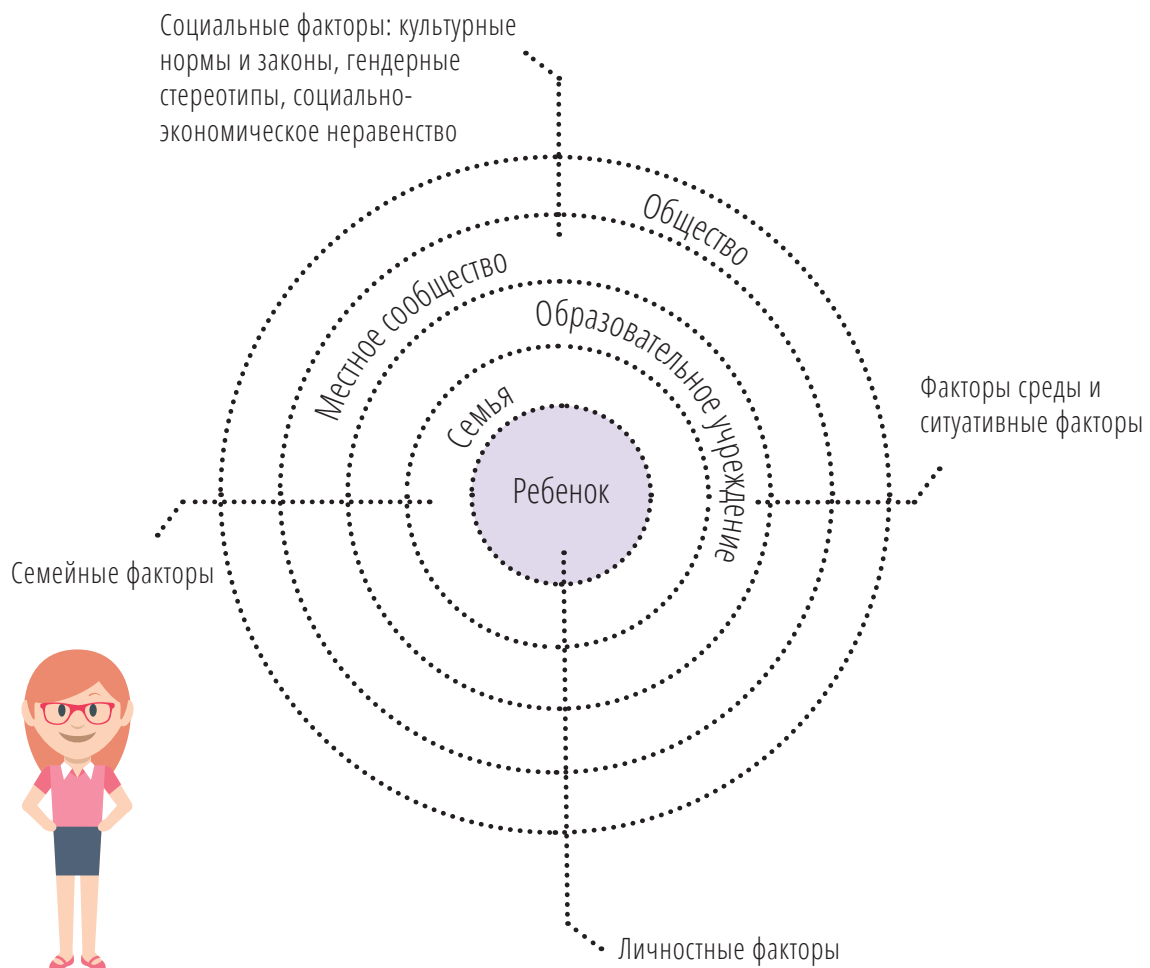 Социальные факторы: культурные
нормы и законы, гендерные
стереотипы, социально-
экономическое неравенство
Общество
Местное сообщество
Образовательное учреждение
Семья
Ребенок
Факторы среды и
ситуативные факторы
Семейные факторы
Личностные факторы